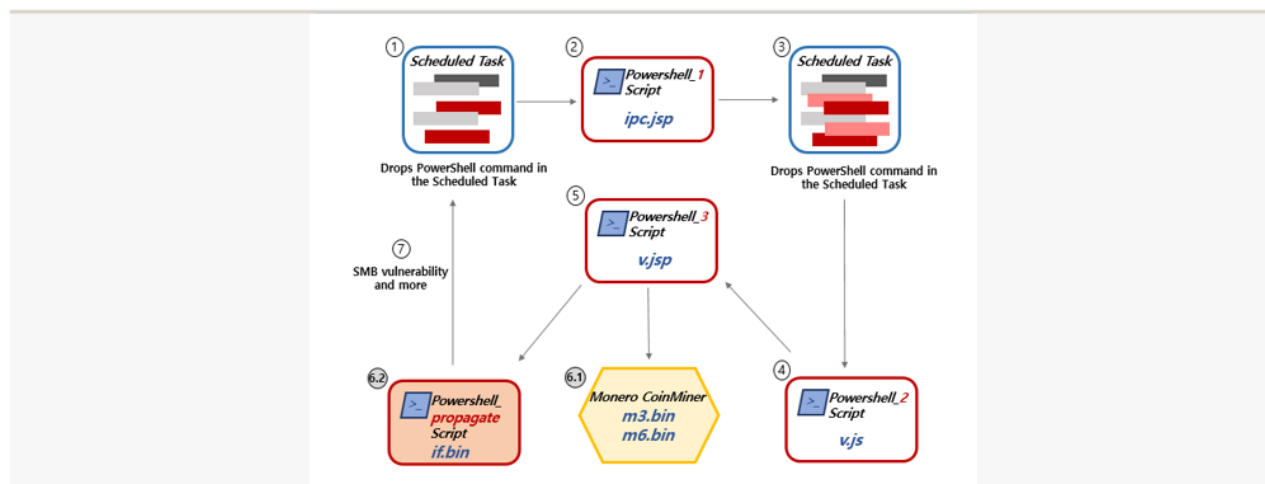 ①
Scheduled Task
Drops PowerShell command in
the Scheduled Task
②
>_
Powershell_1
Script
ipc.jsp
③
Scheduled Task
Drops PowerShell command in
the Scheduled Task
⑤
>_
Powershell_3
Script
v.jsp
⑦
SMB vulnerability
and more
6.2
>_
Powershell_
propagate
Script
if.bin
6.1
Monero CoinMiner
m3.bin
m6.bin
④
>_
Powershell_2
Script
v.js